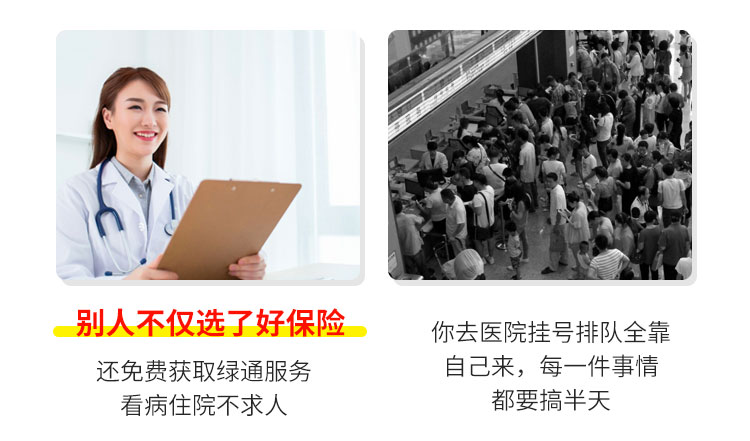 别人不仅选了好保险
还免费获取绿通服务
看病住院不求人
你去医院挂号排队全靠
自己来，每一件事情
都要搞半天